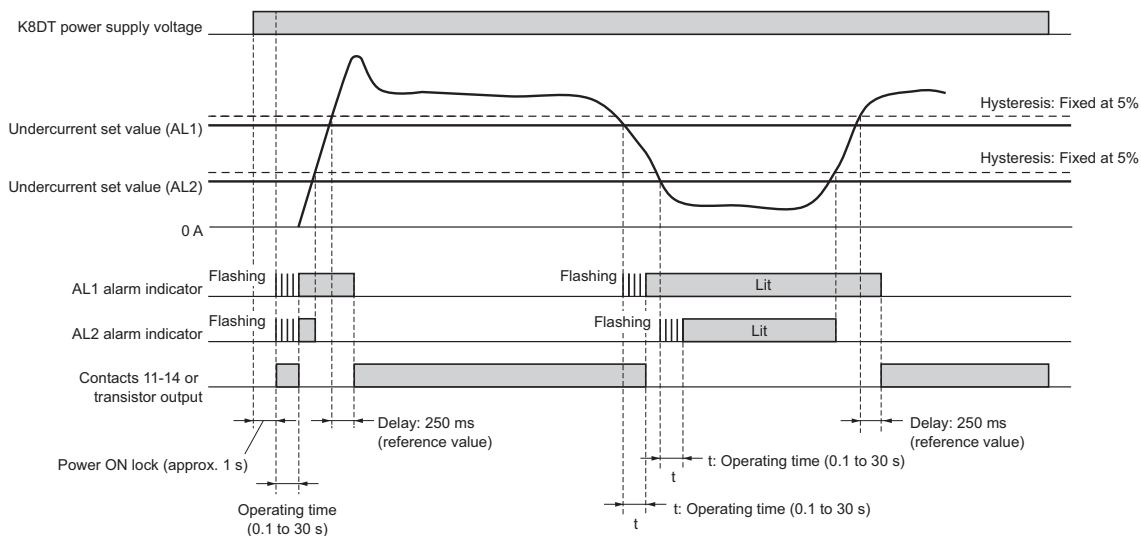 K8DT power supply voltage
Hysteresis: Fixed at 5%
Undercurrent set value (AL1)
Hysteresis: Fixed at 5%
Undercurrent set value (AL2)
0 A
Flashing
Flashing
AL1 alarm indicator
Lit
Flashing
Flashing
AL2 alarm indicator
Lit
Contacts 11-14 or
transistor output
Delay: 250 ms
(reference value)
Delay: 250 ms
(reference value)
Power ON lock (approx. 1 s)
t: Operating time (0.1 to 30 s)
t
Operating time
(0.1 to 30 s)
t: Operating time (0.1 to 30 s)
t